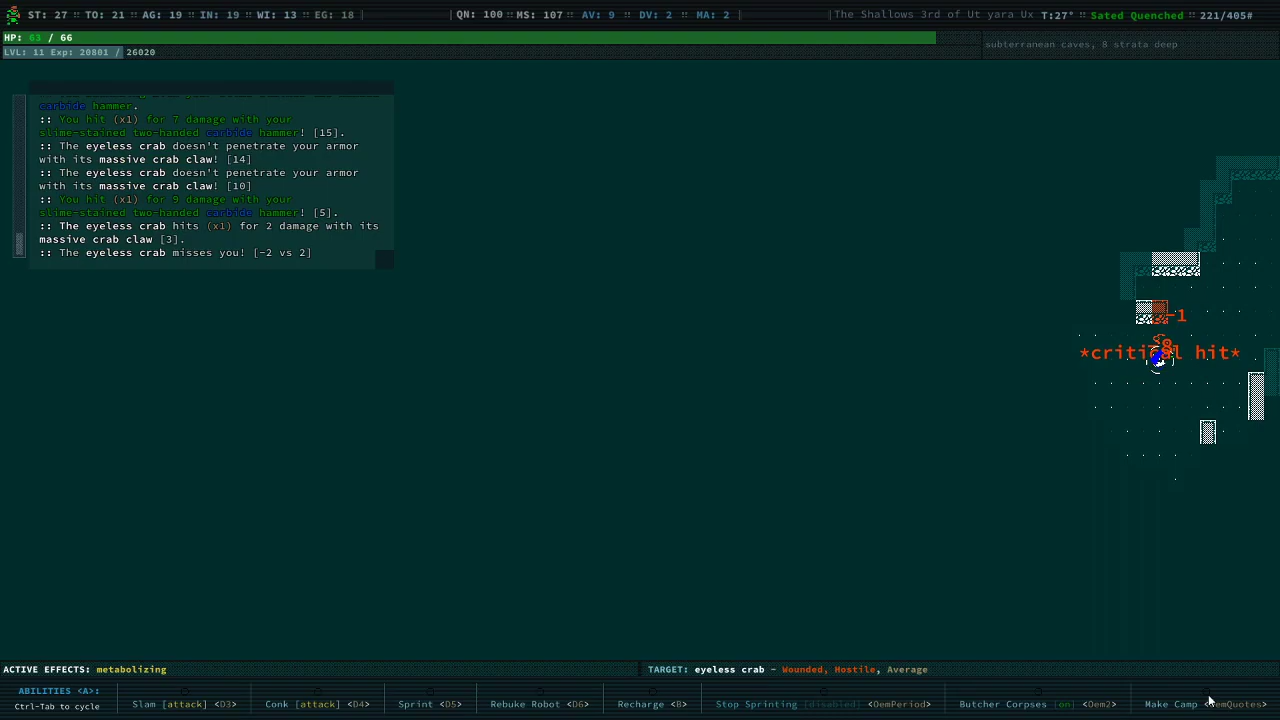 ST: 27 :: TO: 21 :: AG: 19 :: IN: 19 :: WI: 13 :: EG: 18 | | QN: 100 :: MS: 107 :: AV: 9 :: DV: 2 :: MA: 2 | |The Shallows 3rd of Ut yara Ux T:27° :: Sated Quenched :: 221/405#
HP: 63 / 66
LVL: 11 Exp: 20801 / 26020
subterranean caves, 8 strata deep
carbide hammer.
:: You hit (x1) for 7 damage with your
slime-stained two-handed carbide hammer! [15].
:: The eyeless crab doesn't penetrate your armor
with its massive crab claw! [14]
:: The eyeless crab doesn't penetrate your armor
with its massive crab claw! [10]
:: You hit (x1) for 9 damage with your
slime-stained two-handed carbide hammer! [5].
:: The eyeless crab hits (x1) for 2 damage with its
massive crab claw [3].
:: The eyeless crab misses you! [-2 vs 2]
-1
*critical hit*
ACTIVE EFFECTS: metabolizing
TARGET: eyeless crab - Wounded, Hostile, Average
ABILITIES <A>:
Ctrl-Tab to cycle
Slam [attack] <D3>
Conk [attack] <D4>
Sprint <D5>
Rebuke Robot <D6>
Recharge <B>
Stop Sprinting [disabled] <OemPeriod>
Butcher Corpses [on] <Oem2>
Make Camp <OemQuotes>